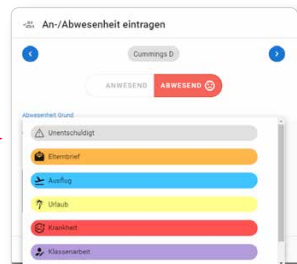 An-/Abwesenheit eintragen
Cummings D
ANWESEND ABWESEND
Abwesenheit Grund
Unentschuldigt
Elternbrief
Ausflug
Urlaub
Krankheit
Klassenarbeit